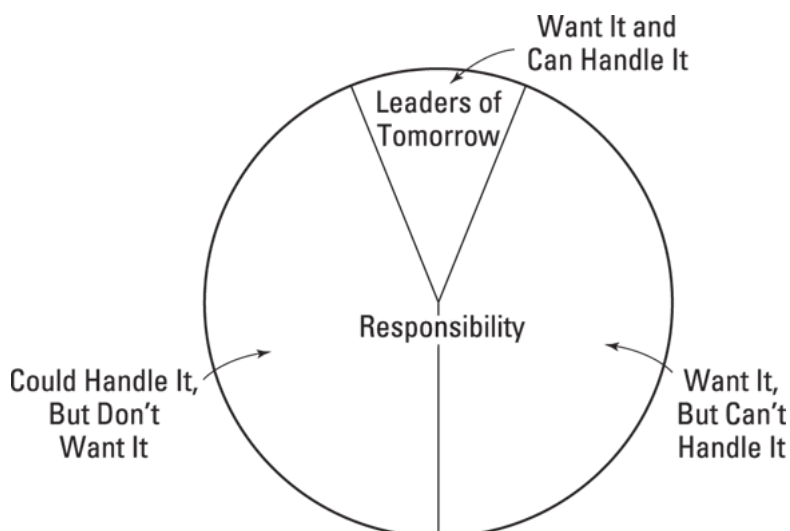 Want It and
Can Handle It
Leaders of
Tomorrow
Responsibility
Could Handle It,
But Don't
Want It
Want It,
But Can't
Handle It